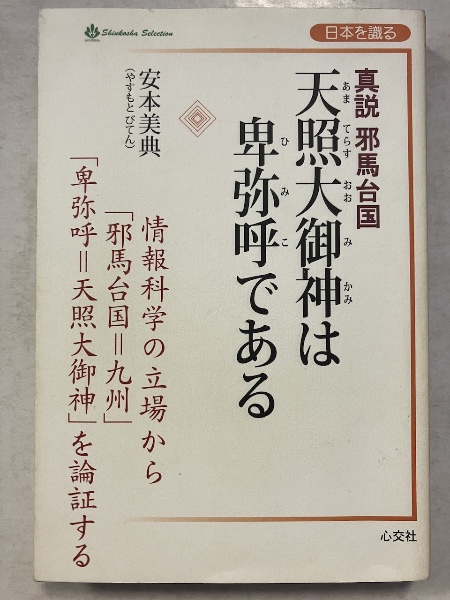 Shinkosha Selection
日本を識る
真説 邪馬台国
天照大御神は
あま てらす おお み かみ
卑弥呼である
ひ み こ
安本美典
(やすもと びてん)
情報科学の立場から
「邪馬台国=九州」
「卑弥呼=天照大御神」を論証する
心交社